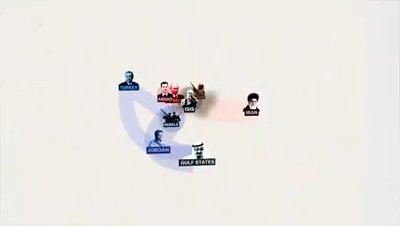 TURKEY
ASSAD
ISIS
IRAN
REBELS
JORDAN
GULF STATES